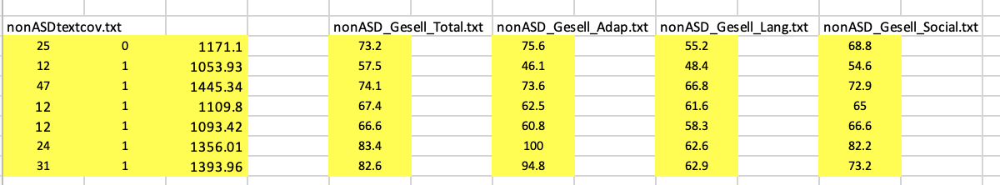 nonASDtextcov.txt nonASD_Gesell_Total.txt nonASD_Gesell_Adap.txt nonASD_Gesell_Lang.txt nonASD_Gesell_Social.txt
25 0 1171.1 73.2 75.6 55.2 68.8
12 1 1053.93 57.5 46.1 48.4 54.6
47 1 1445.34 74.1 73.6 66.8 72.9
12 1 1109.8 67.4 62.5 61.6 65
12 1 1093.42 66.6 60.8 58.3 66.6
24 1 1356.01 83.4 100 62.6 82.2
31 1 1393.96 82.6 94.8 62.9 73.2